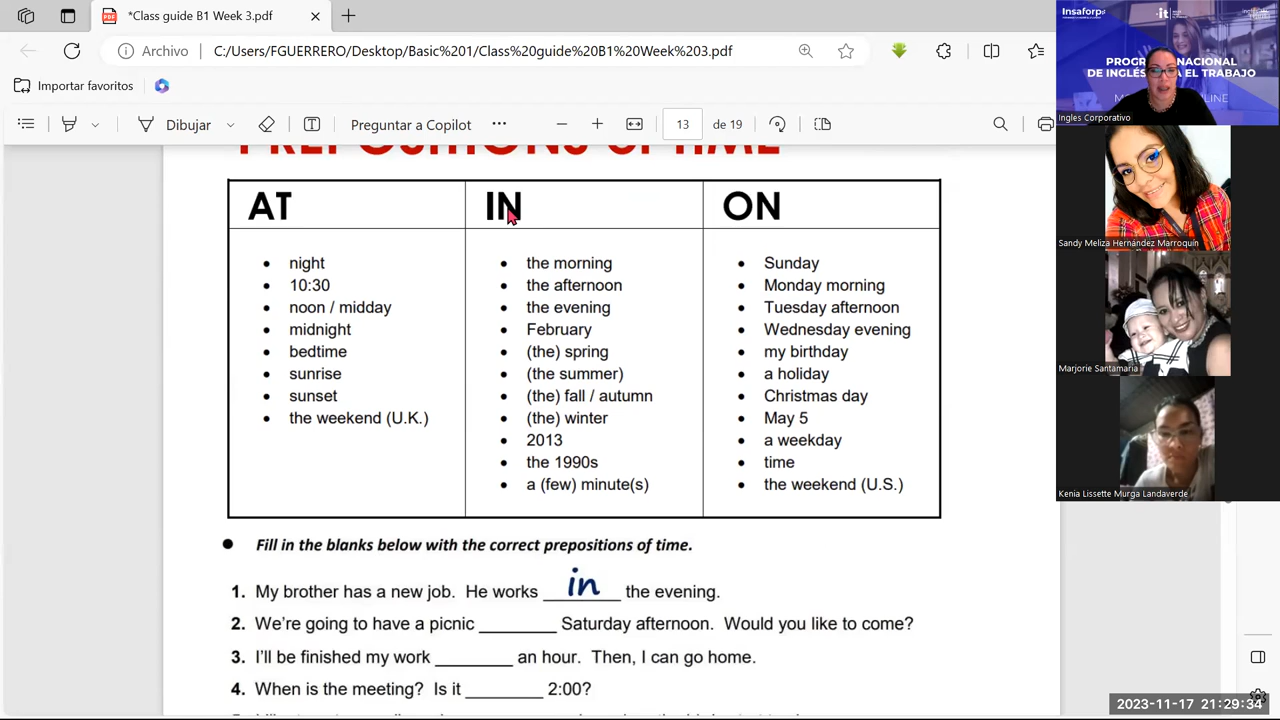 *Class guide B1 Week 3.pdf
Archivo C:/Users/FGUERRERO/Desktop/Basic%201/Class%20guide%20B1%20Week%203.pdf
Importar favoritos
Dibujar
Preguntar a Copilot
13 de 19
PREPOSITIONS OF TIME
AT IN ON
night
10:30
noon / midday
midnight
bedtime
sunrise
sunset
the weekend (U.K.)
the morning
the afternoon
the evening
February
(the) spring
(the summer)
(the) fall / autumn
(the) winter
2013
the 1990s
a (few) minute(s)
Sunday
Monday morning
Tuesday afternoon
Wednesday evening
my birthday
a holiday
Christmas day
May 5
a weekday
time
the weekend (U.S.)
Fill in the blanks below with the correct prepositions of time.
1. My brother has a new job. He works in the evening.
2. We're going to have a picnic ________ Saturday afternoon. Would you like to come?
3. I'll be finished my work ________ an hour. Then, I can go home.
4. When is the meeting? Is it ________ 2:00?
Insaforp
Ingles Corporativo
Sandy Meliza Hernández Marroquín
Marjorie Santamaria
Kenia Lissette Murga Landaverde
2023-11-17 21:29:34